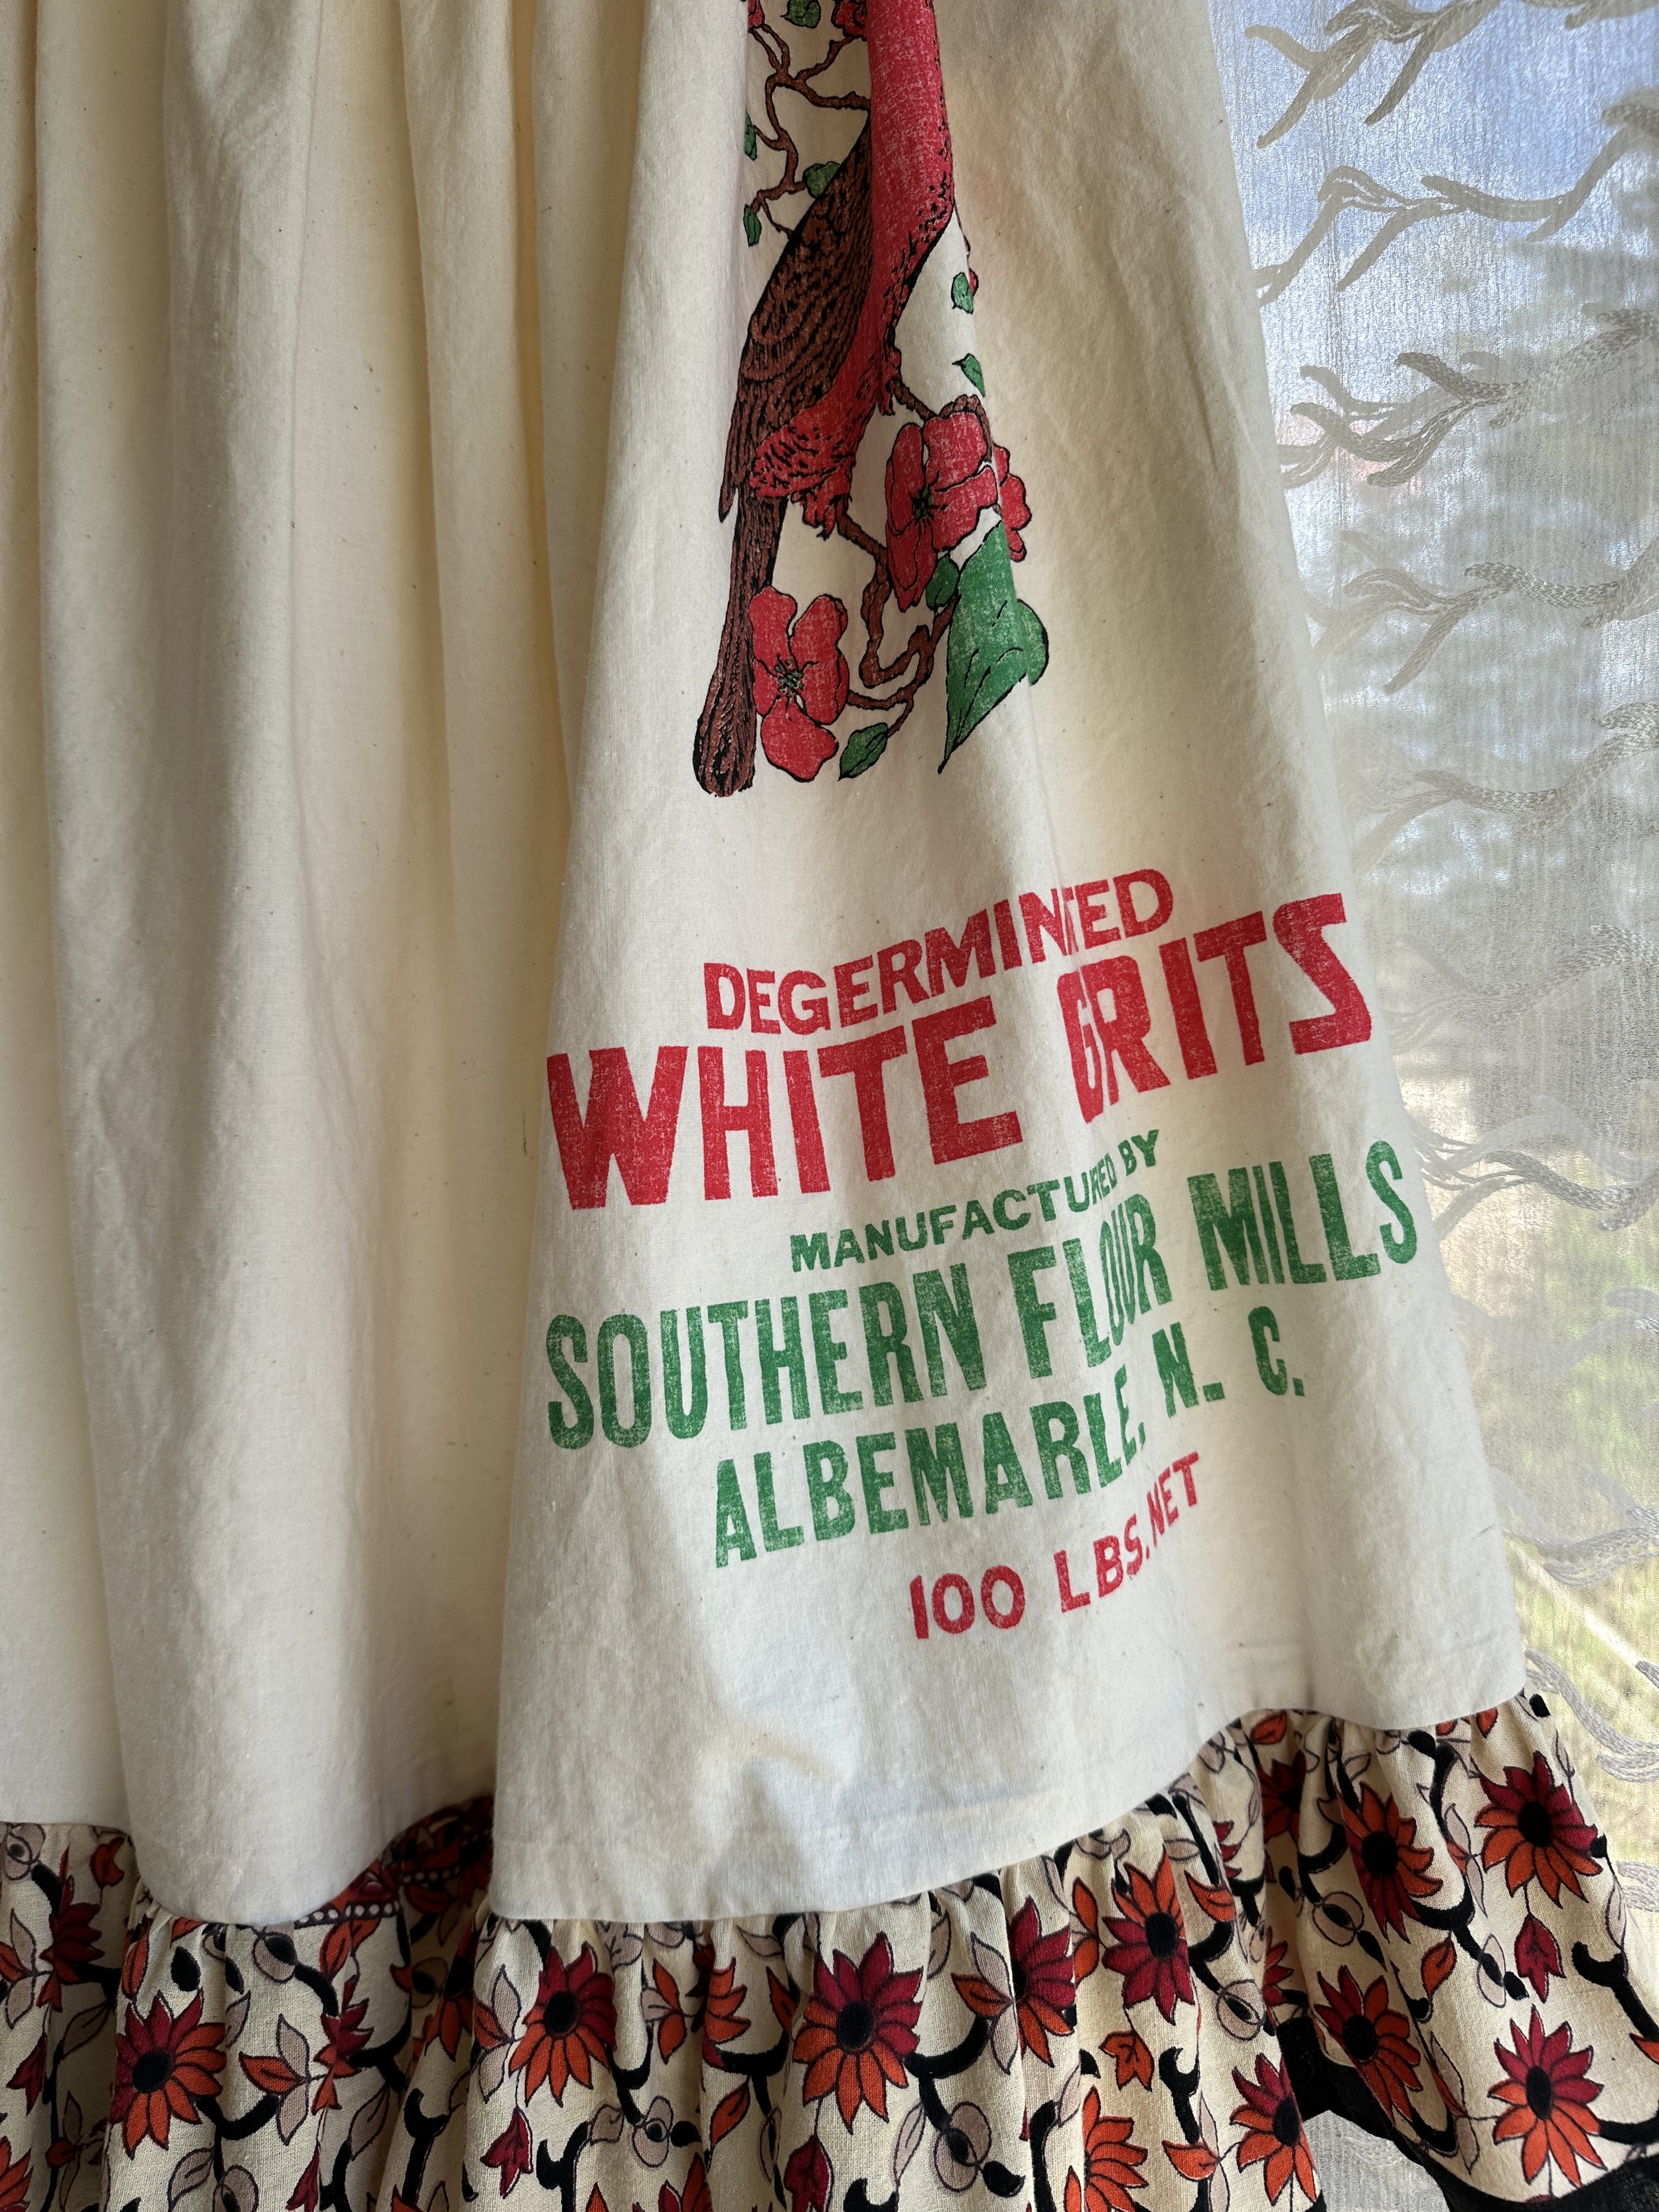 DEGERMINATED
WHITE GRITS
MANUFACTURED BY
SOUTHERN FLOUR MILLS
ALBEMARLE, N. C.
100 LBS. NET